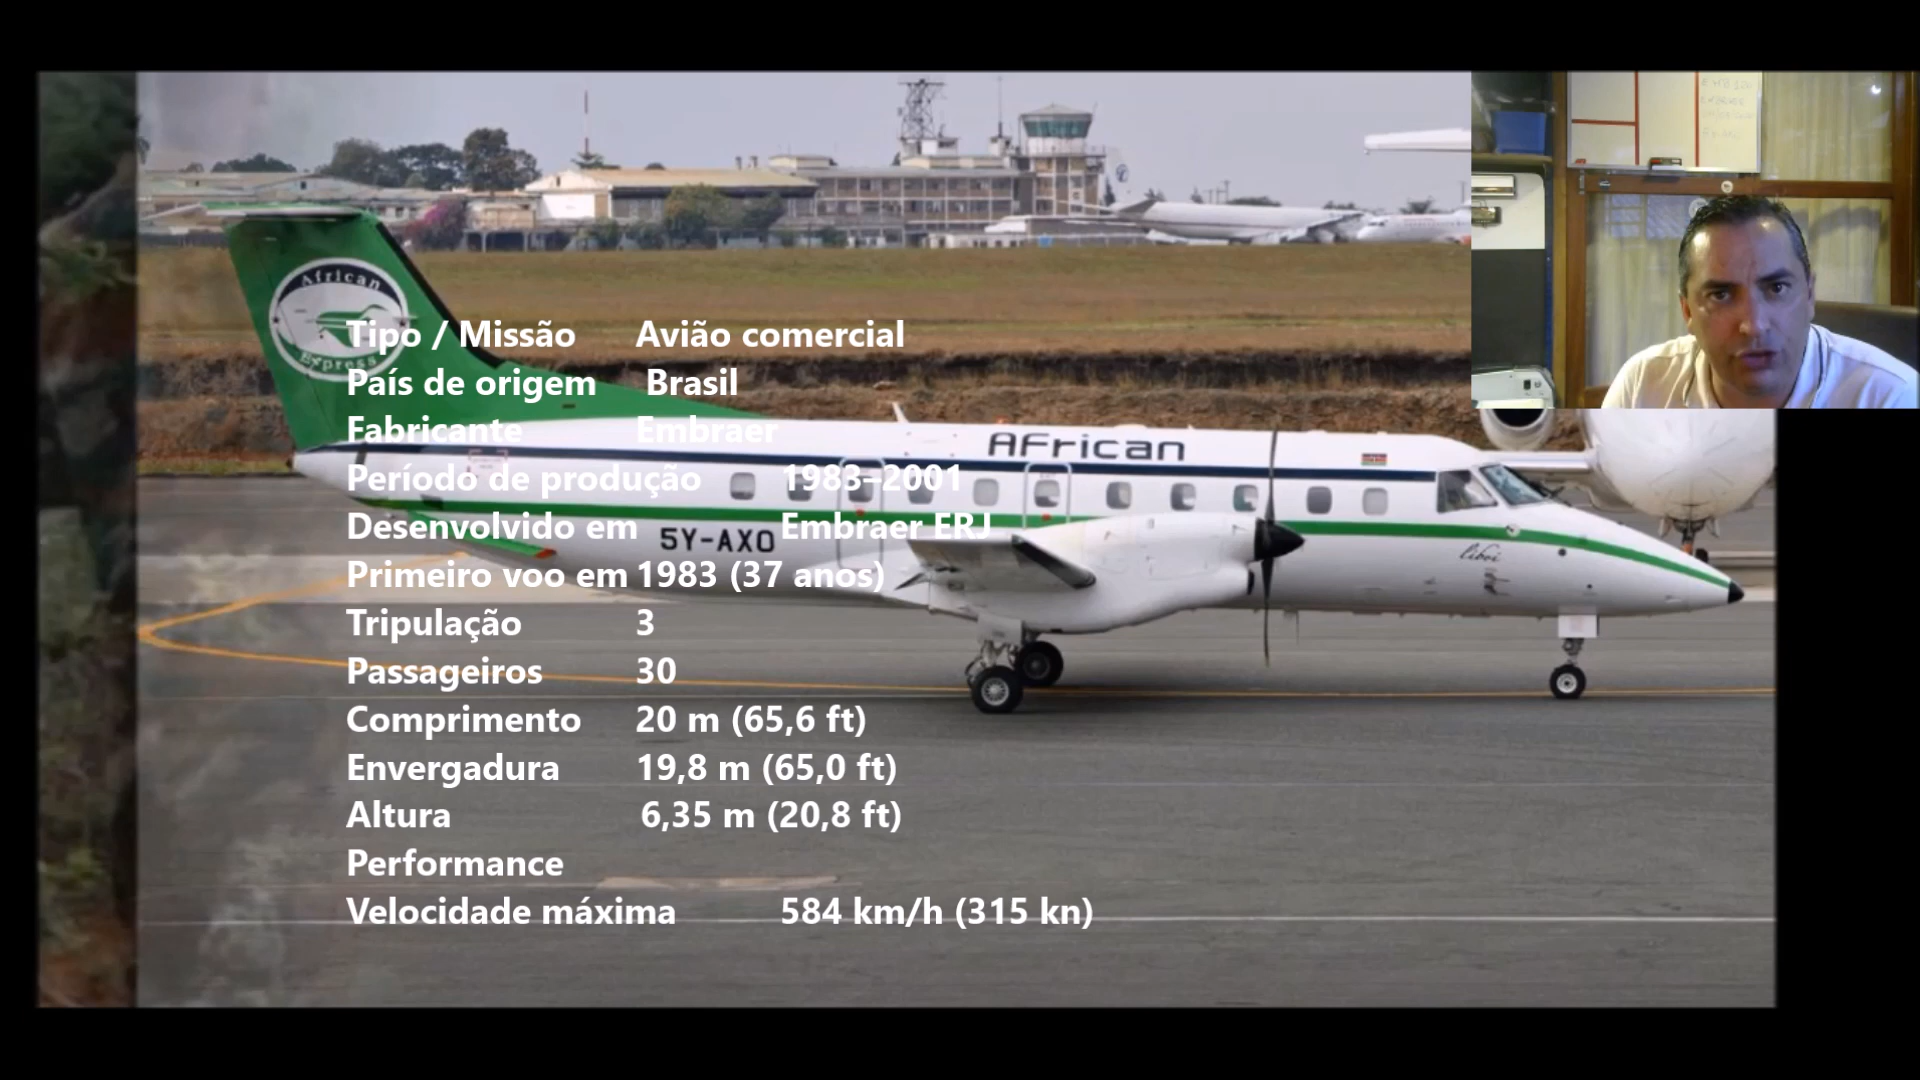 African
Express
Tipo / Missão Avião comercial
País de origem Brasil
Fabricante Embraer
AFrican
Período de produção 1983–2001
Desenvolvido em Embraer ERJ
5Y-AXO
liboi
Primeiro voo em 1983 (37 anos)
Tripulação 3
Passageiros 30
Comprimento 20 m (65,6 ft)
Envergadura 19,8 m (65,0 ft)
Altura 6,35 m (20,8 ft)
Performance
Velocidade máxima 584 km/h (315 kn)